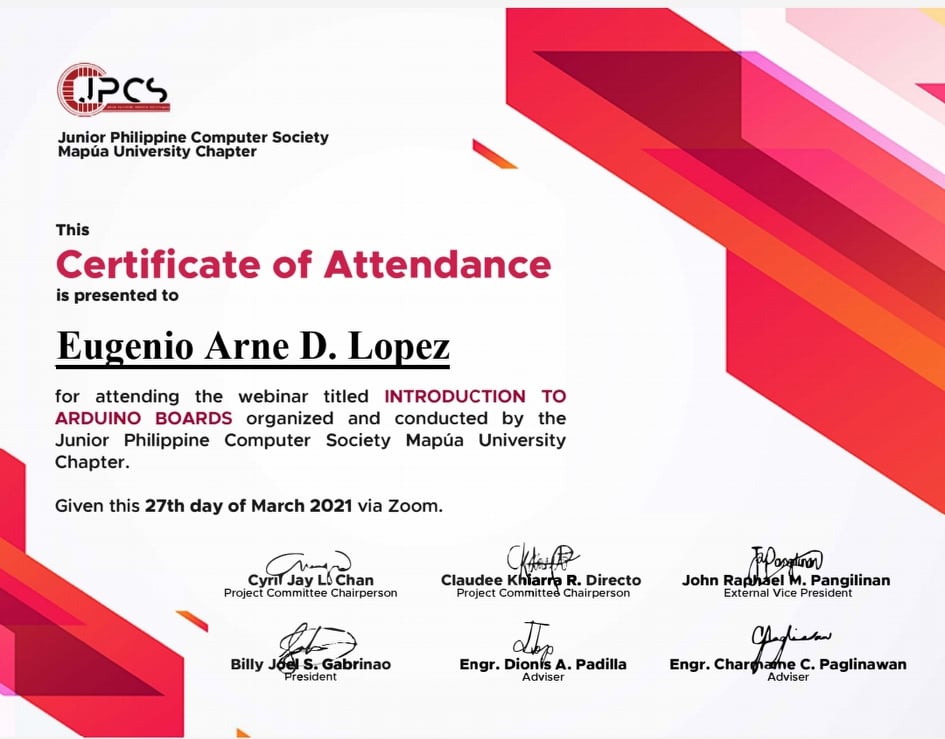 JPCS
Junior Philippine Computer Society
Mapúa University Chapter
This
Certificate of Attendance
is presented to
Eugenio Arne D. Lopez
for attending the webinar titled INTRODUCTION TO
ARDUINO BOARDS organized and conducted by the
Junior Philippine Computer Society Mapúa University
Chapter.
Given this 27th day of March 2021 via Zoom.
Cyril Jay L. Chan
Project Committee Chairperson
Claudee Khiarra R. Directo
Project Committee Chairperson
John Raphael M. Pangilinan
External Vice President
Billy Joel S. Gabrinao
President
Engr. Dionis A. Padilla
Adviser
Engr. Charmaine C. Paglinawan
Adviser